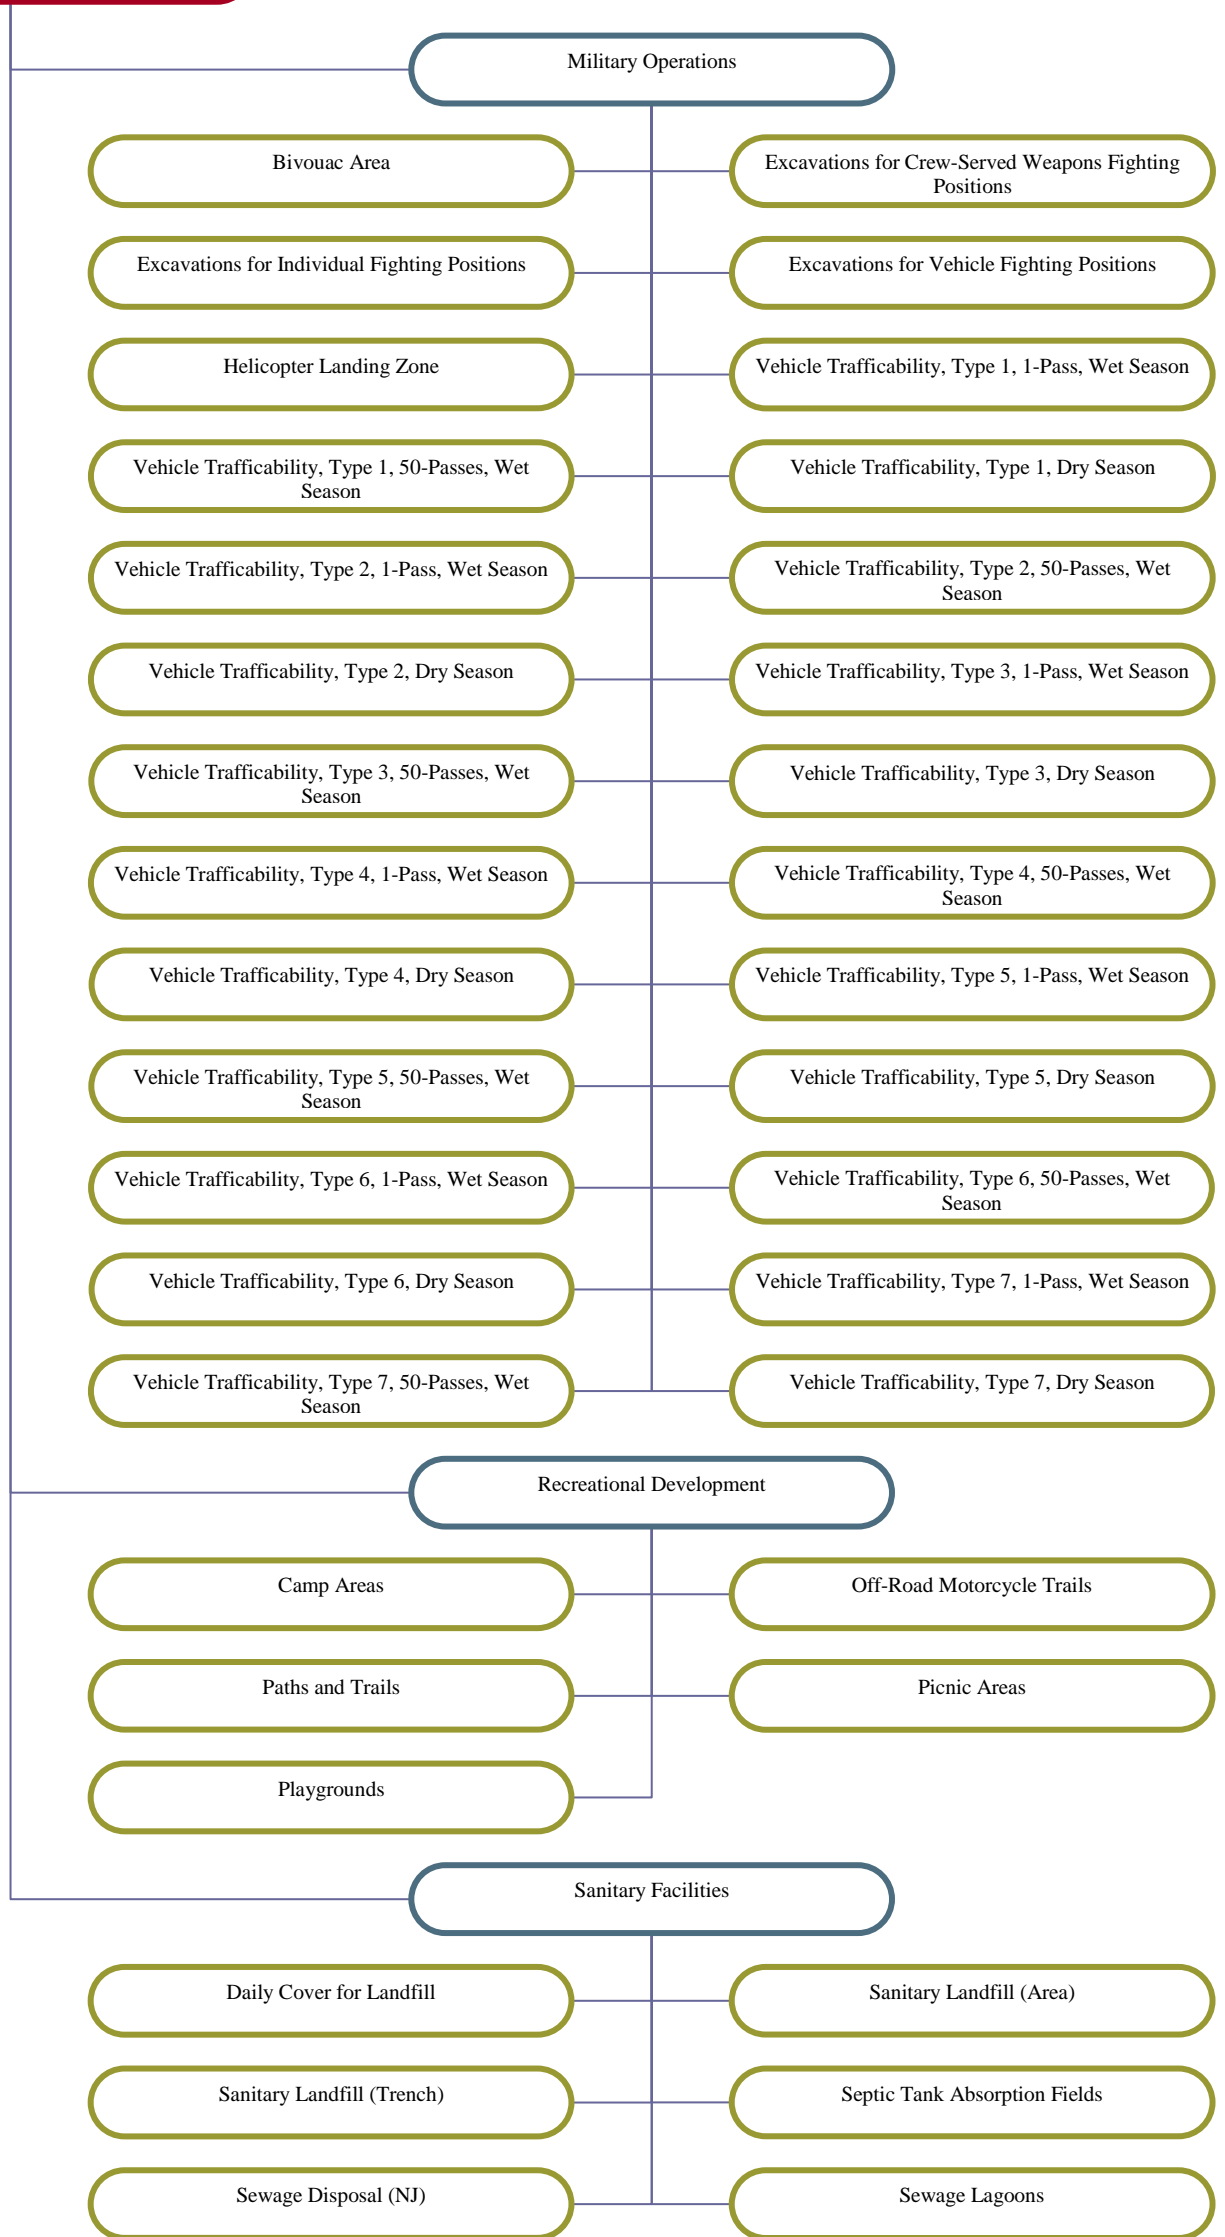 Military Operations
Bivouac Area
Excavations for Crew-Served Weapons Fighting
Positions
Excavations for Individual Fighting Positions
Excavations for Vehicle Fighting Positions
Helicopter Landing Zone
Vehicle Trafficability, Type 1, 1-Pass, Wet Season
Vehicle Trafficability, Type 1, 50-Passes, Wet
Season
Vehicle Trafficability, Type 1, Dry Season
Vehicle Trafficability, Type 2, 1-Pass, Wet Season
Vehicle Trafficability, Type 2, 50-Passes, Wet
Season
Vehicle Trafficability, Type 2, Dry Season
Vehicle Trafficability, Type 3, 1-Pass, Wet Season
Vehicle Trafficability, Type 3, 50-Passes, Wet
Season
Vehicle Trafficability, Type 3, Dry Season
Vehicle Trafficability, Type 4, 1-Pass, Wet Season
Vehicle Trafficability, Type 4, 50-Passes, Wet
Season
Vehicle Trafficability, Type 4, Dry Season
Vehicle Trafficability, Type 5, 1-Pass, Wet Season
Vehicle Trafficability, Type 5, 50-Passes, Wet
Season
Vehicle Trafficability, Type 5, Dry Season
Vehicle Trafficability, Type 6, 1-Pass, Wet Season
Vehicle Trafficability, Type 6, 50-Passes, Wet
Season
Vehicle Trafficability, Type 6, Dry Season
Vehicle Trafficability, Type 7, 1-Pass, Wet Season
Vehicle Trafficability, Type 7, 50-Passes, Wet
Season
Vehicle Trafficability, Type 7, Dry Season
Recreational Development
Camp Areas
Off-Road Motorcycle Trails
Paths and Trails
Picnic Areas
Playgrounds
Sanitary Facilities
Daily Cover for Landfill
Sanitary Landfill (Area)
Sanitary Landfill (Trench)
Septic Tank Absorption Fields
Sewage Disposal (NJ)
Sewage Lagoons